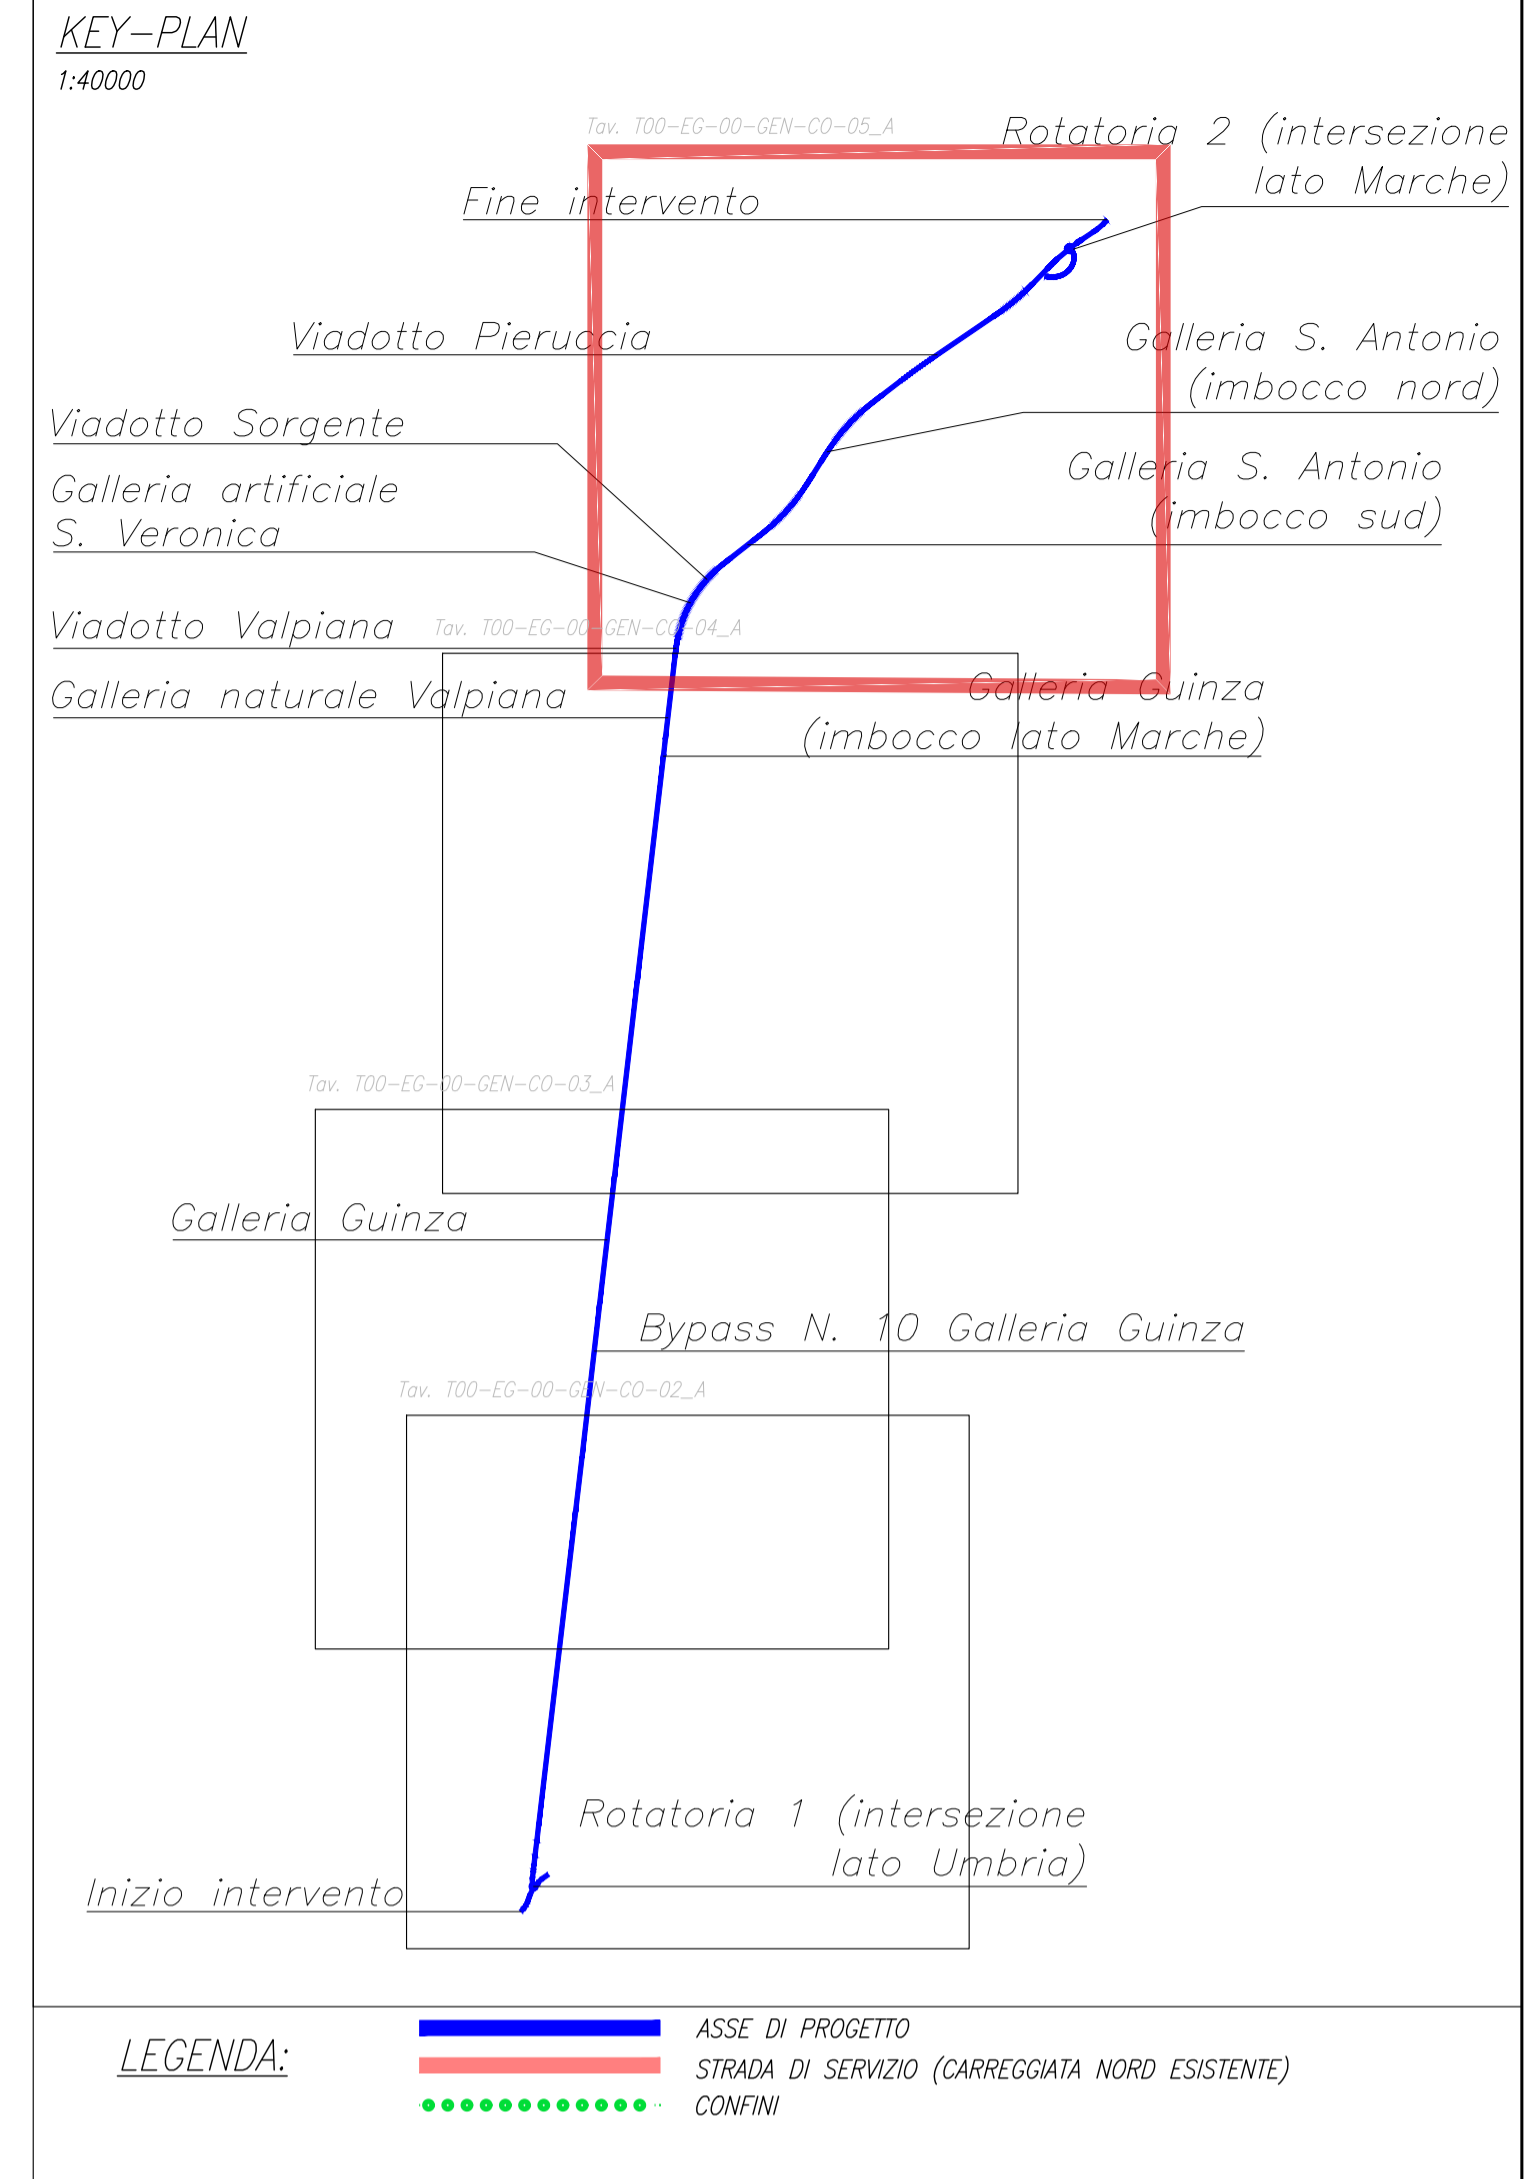 KEY-PLAN
1:40000
Tav. T00-EG-00-GEN-CO-05_A
Rotatoria 2 (intersezione
lato Marche)
Fine intervento
Viadotto Pieruccia
Galleria S. Antonio
(imbocco nord)
Viadotto Sorgente
Galleria S. Antonio
(imbocco sud)
Galleria artificiale
S. Veronica
Viadotto Valpiana
Tav. T00-EG-00-GEN-CO-04_A
Galleria naturale Valpiana
Galleria Guinza
(imbocco lato Marche)
Tav. T00-EG-00-GEN-CO-03_A
Galleria Guinza
Bypass N. 10 Galleria Guinza
Tav. T00-EG-00-GEN-CO-02_A
Rotatoria 1 (intersezione
lato Umbria)
Inizio intervento
LEGENDA:
ASSE DI PROGETTO
STRADA DI SERVIZIO (CARREGGIATA NORD ESISTENTE)
CONFINI